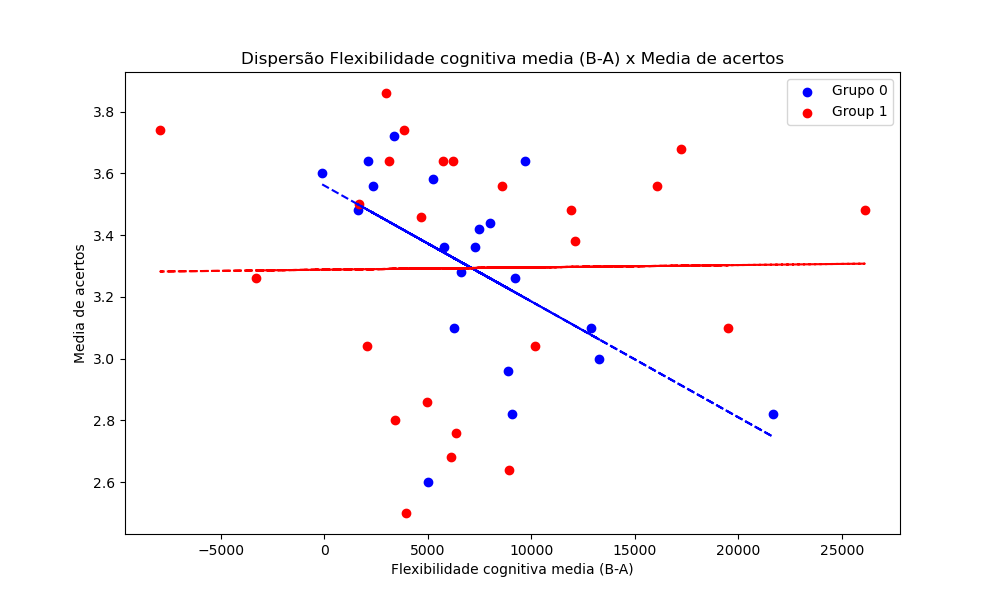 Dispersão Flexibilidade cognitiva media (B-A) x Media de acertos
Grupo 0
Group 1
3.8
3.6
3.4
3.2
3.0
2.8
2.6
Media de acertos
−5000 0 5000 10000 15000 20000 25000
Flexibilidade cognitiva media (B-A)